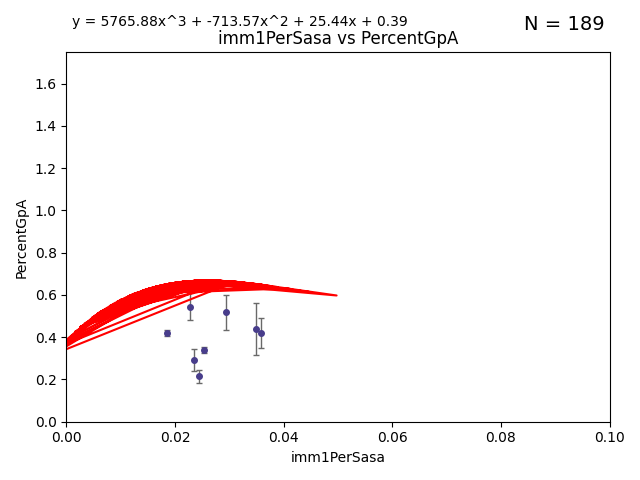 y = 5765.88x^3 + -713.57x^2 + 25.44x + 0.39
N = 189
imm1PerSasa vs PercentGpA
PercentGpA
1.6
1.4
1.2
1.0
0.8
0.6
0.4
0.2
0.0
0.00 0.02 0.04 0.06 0.08 0.10
imm1PerSasa